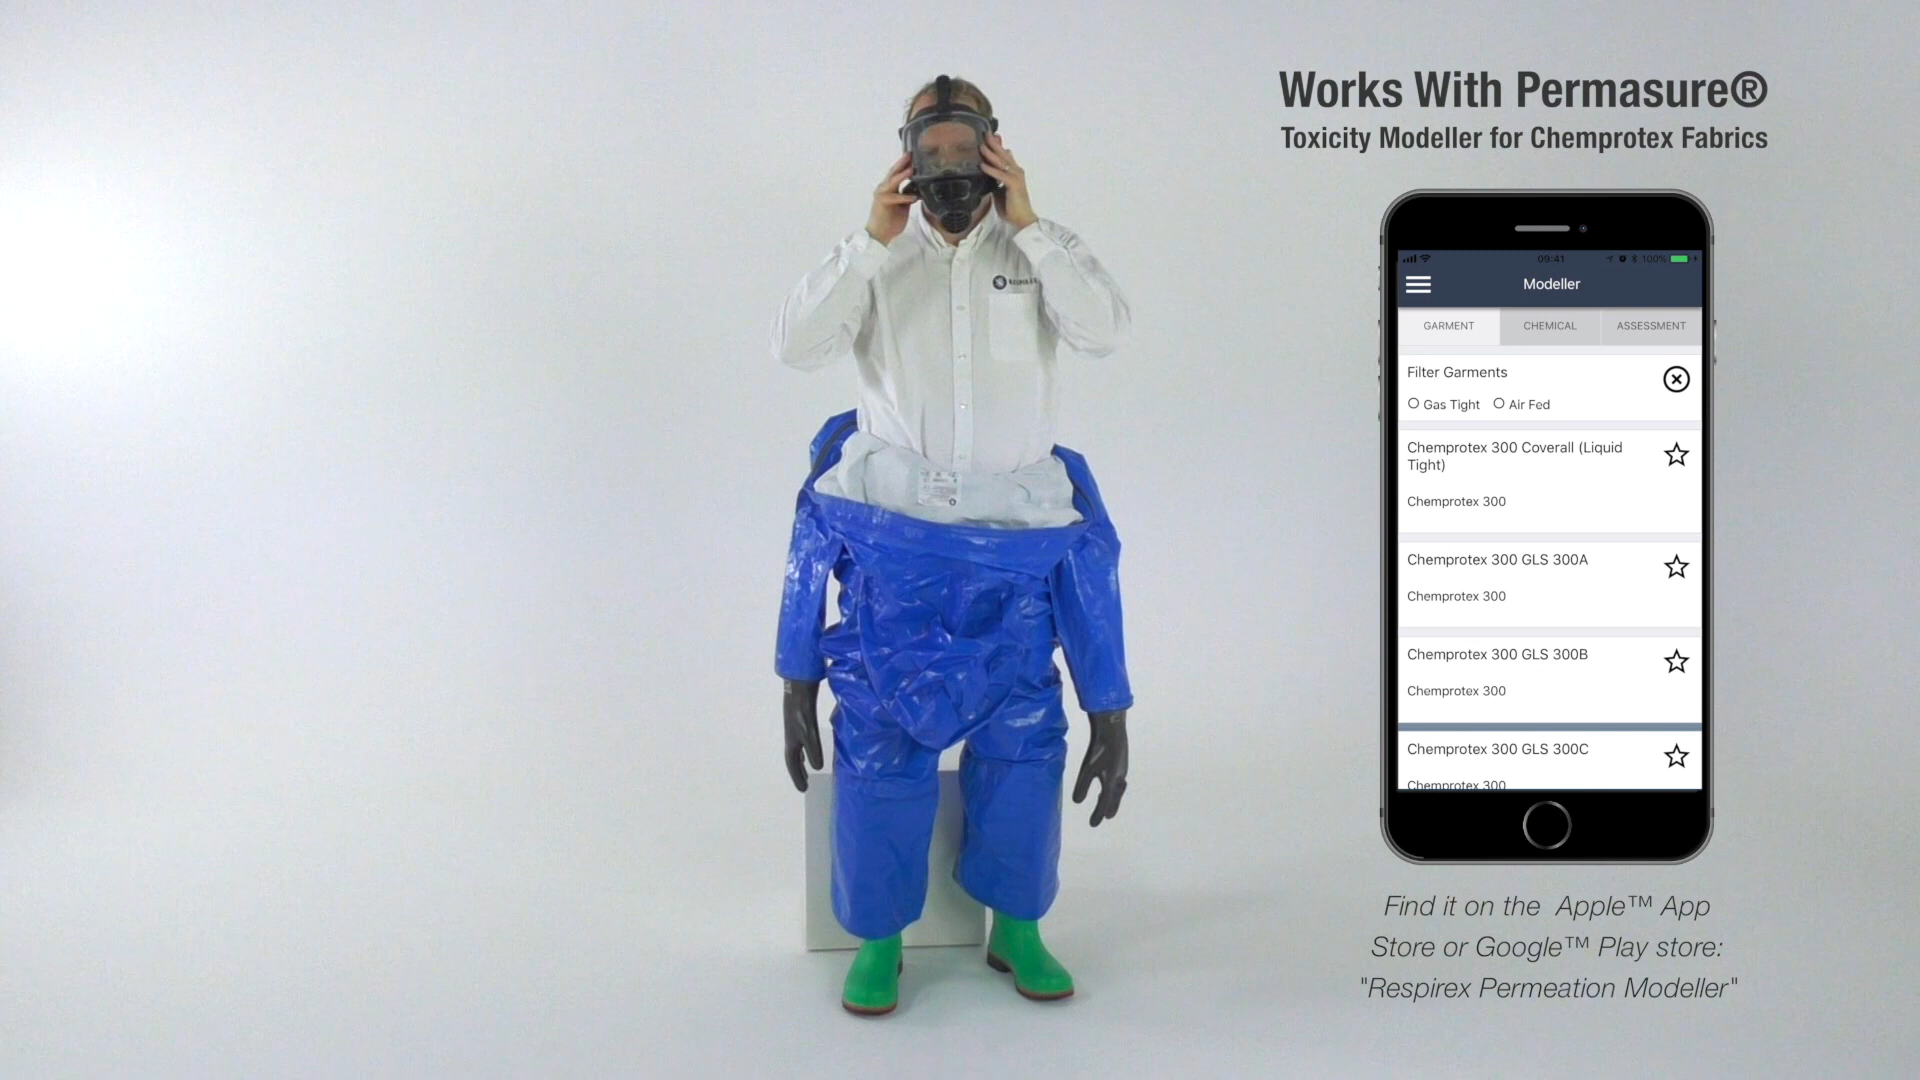 Works With Permasure®
Toxicity Modeller for Chemprotex Fabrics
09:41
100%
Modeller
GARMENT
CHEMICAL
ASSESSMENT
Filter Garments
Gas Tight
Air Fed
Chemprotex 300 Coverall (Liquid
Tight)
Chemprotex 300
Chemprotex 300 GLS 300A
Chemprotex 300
Chemprotex 300 GLS 300B
Chemprotex 300
Chemprotex 300 GLS 300C
Chemprotex 300
Find it on the Apple™ App
Store or Google™ Play store:
"Respirex Permeation Modeller"